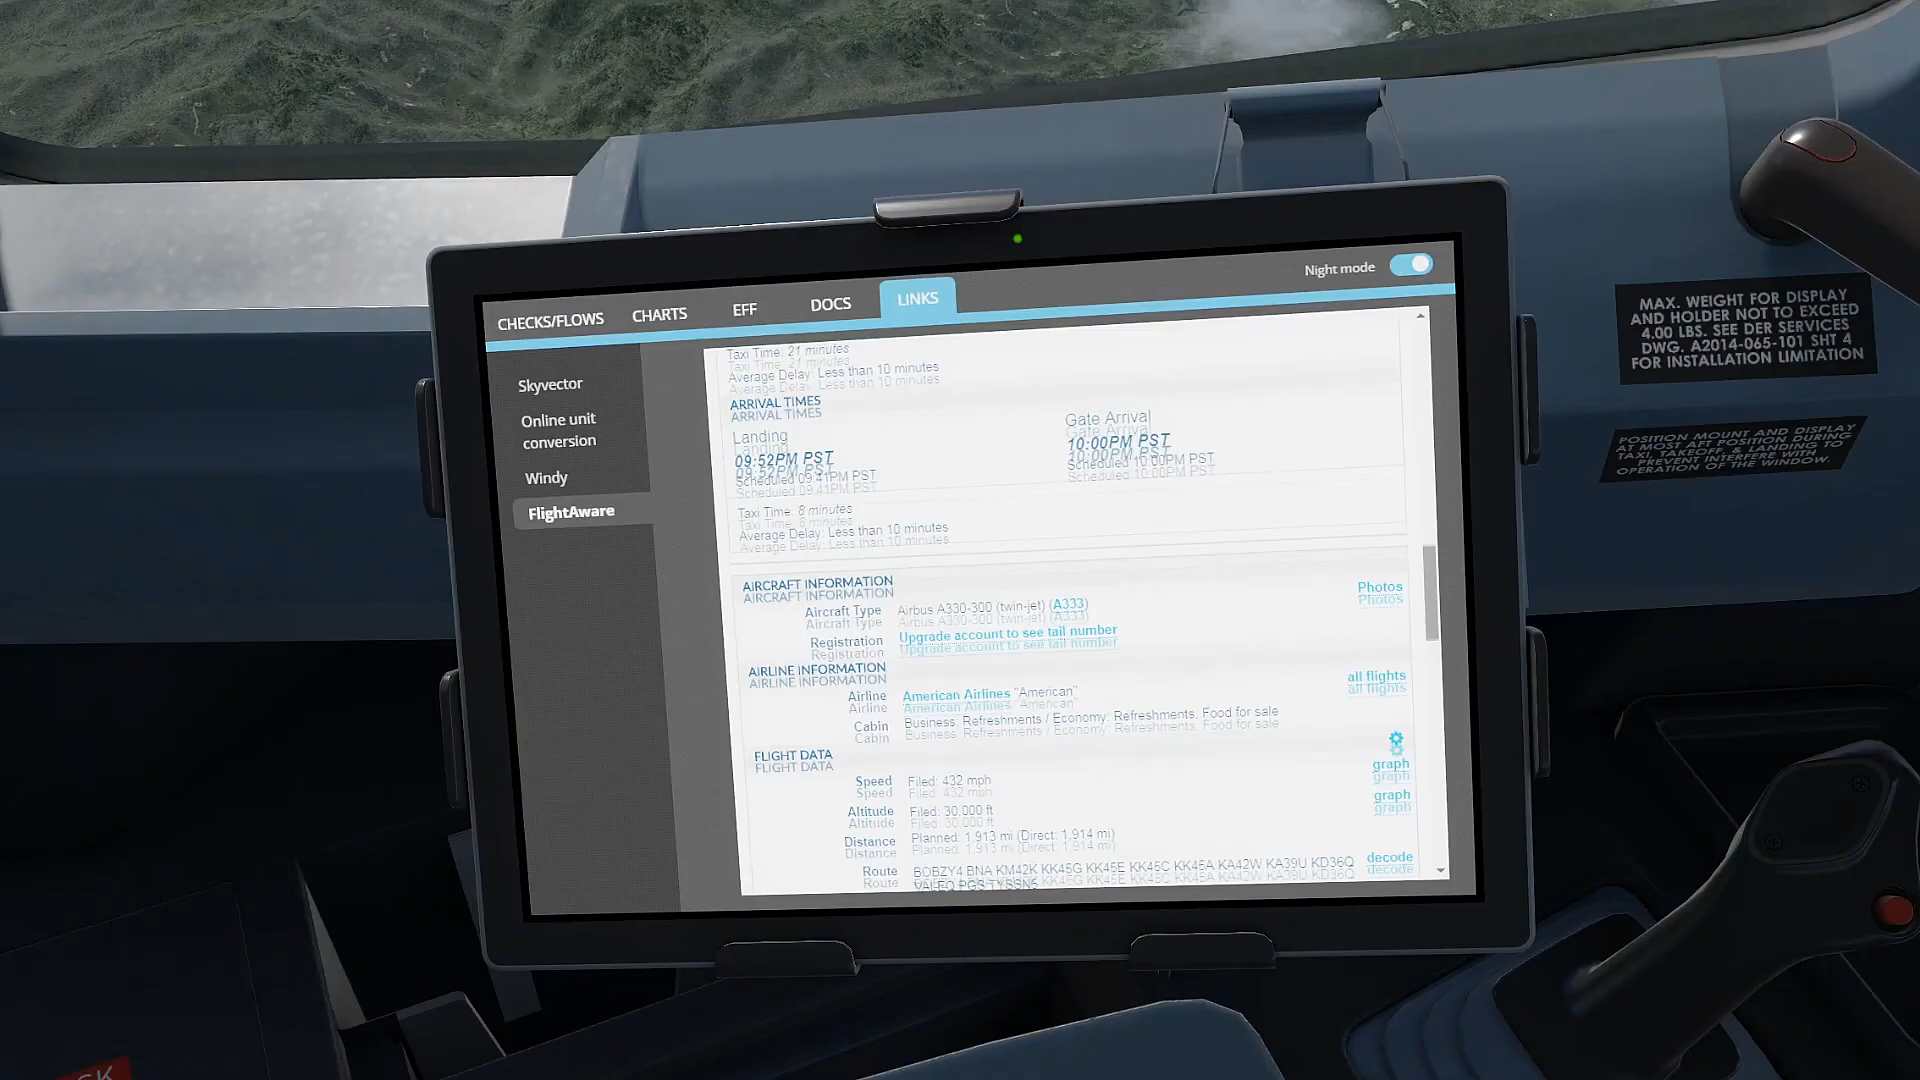 Night mode
CHECKS/FLOWS CHARTS EFF DOCS LINKS
Skyvector
Online unit
conversion
Windy
FlightAware
Taxi Time: 21 minutes
Average Delay: Less than 10 minutes
ARRIVAL TIMES
Landing
09:52PM PST
Scheduled 09:41PM PST
Gate Arrival
10:00PM PST
Scheduled 10:00PM PST
Taxi Time: 8 minutes
Average Delay: Less than 10 minutes
AIRCRAFT INFORMATION
Photos
Aircraft Type Airbus A330-300 (twin-jet) (A333)
Registration Upgrade account to see tail number
AIRLINE INFORMATION
all flights
Airline American Airlines "American"
Cabin Business: Refreshments / Economy: Refreshments, Food for sale
FLIGHT DATA
Speed Filed: 432 mph graph
Altitude Filed: 30,000 ft graph
Distance Planned: 1,913 mi (Direct: 1,914 mi)
Route BOBZY4 BNA KM42K KK45G KK45E KK45C KK45A KA42W KA39U KD36Q decode
PGS TYSSN6
MAX. WEIGHT FOR DISPLAY
AND HOLDER NOT TO EXCEED
4.00 LBS. SEE DER SERVICES
DWG. A2014-065-101 SHT 4
FOR INSTALLATION LIMITATION
POSITION MOUNT AND DISPLAY
AT MOST AFT POSITION DURING
TAXI, TAKEOFF, & LANDING TO
PREVENT INTERFERE WITH
OPERATION OF THE WINDOW.